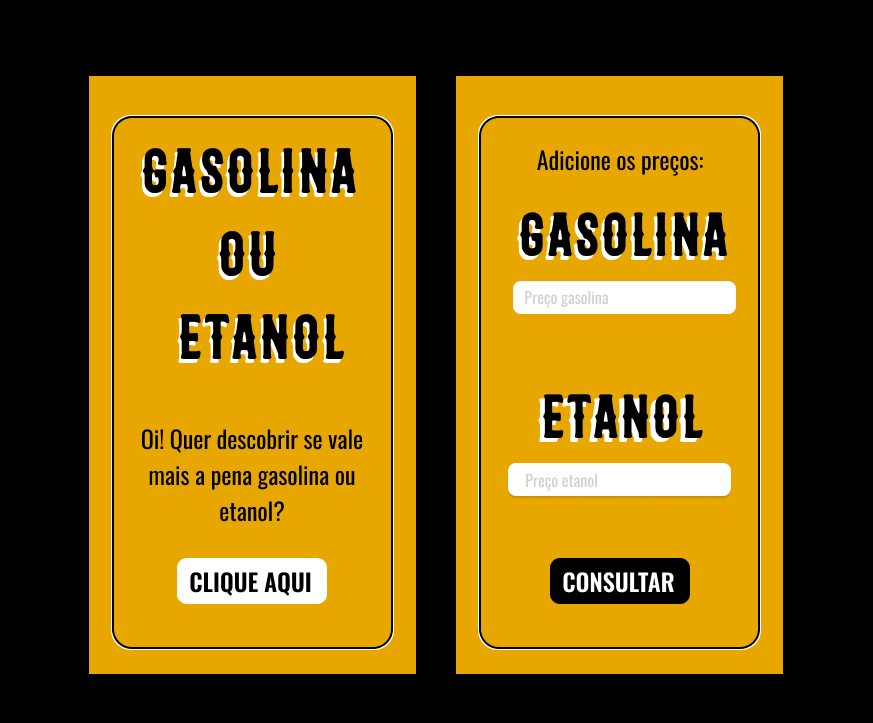 GASOLINA
OU
ETANOL
Oi! Quer descobrir se vale
mais a pena gasolina ou
etanol?
CLIQUE AQUI
Adicione os preços:
GASOLINA
Preço gasolina
ETANOL
Preço etanol
CONSULTAR